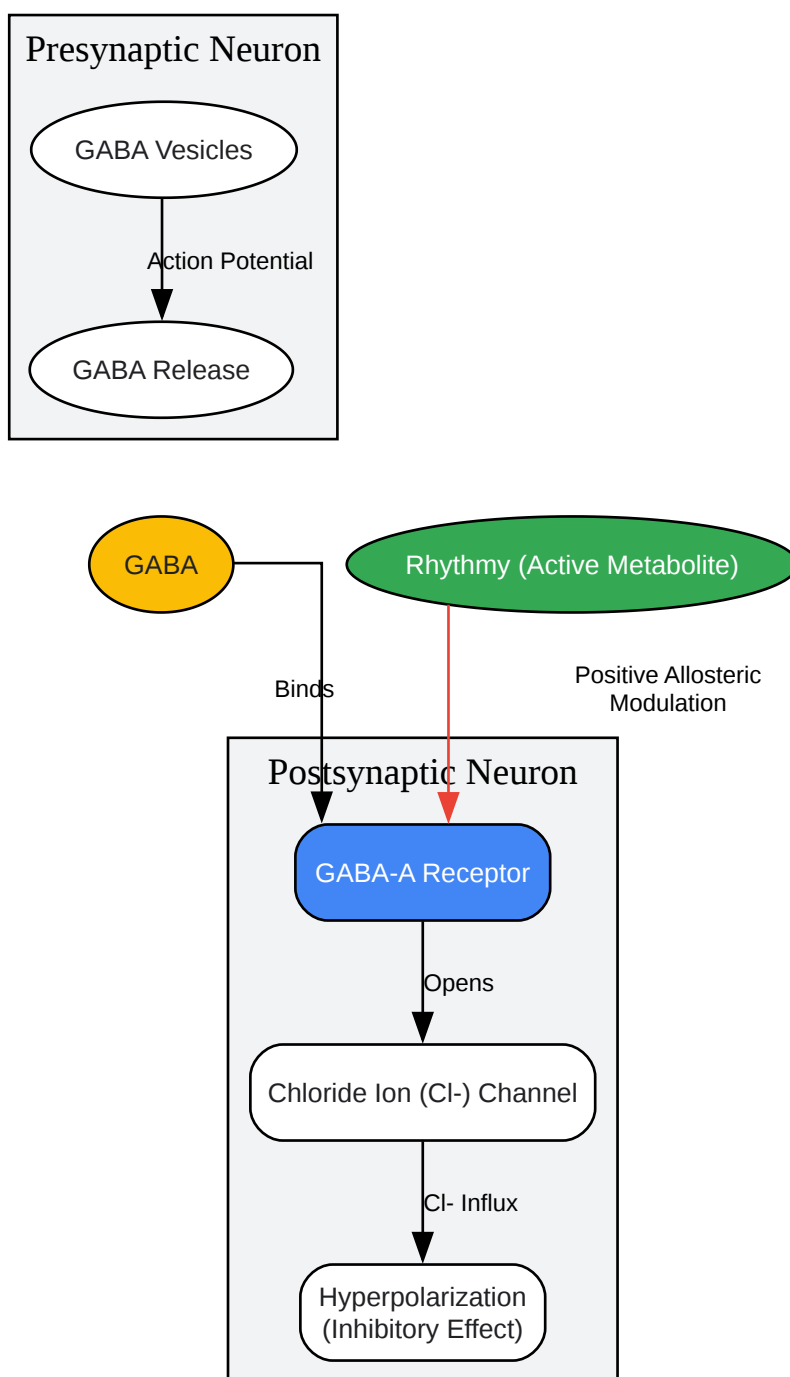 Presynaptic Neuron
GABA Vesicles
Action Potential
GABA Release
GABA
Rhythmy (Active Metabolite)
Binds
Positive Allosteric
Modulation
Postsynaptic Neuron
GABA-A Receptor
Opens
Chloride Ion (Cl-) Channel
Cl- Influx
Hyperpolarization
(Inhibitory Effect)